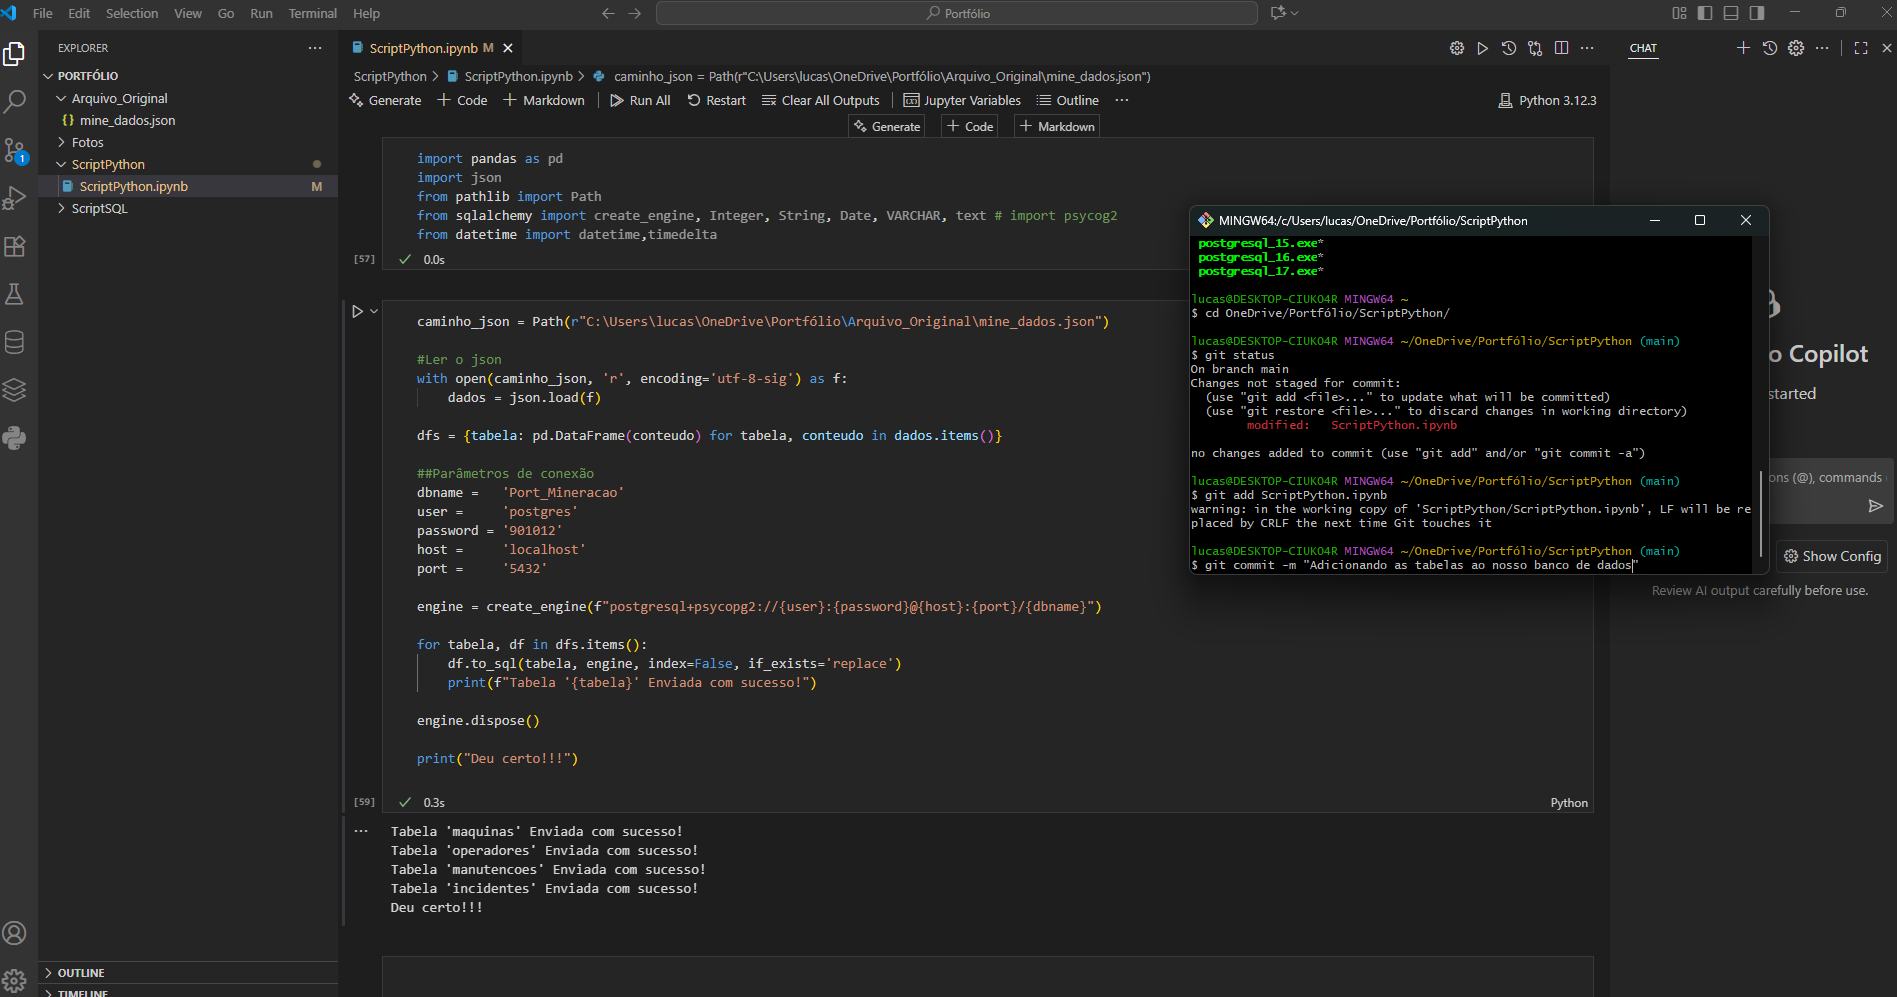 File Edit Selection View Go Run Terminal Help
Portfólio
EXPLORER
PORTFÓLIO
Arquivo_Original
{} mine_dados.json
Fotos
ScriptPython
ScriptPython.ipynb M
ScriptSQL
OUTLINE
TIMELINE
1
ScriptPython.ipynb M
ScriptPython > ScriptPython.ipynb > caminho_json = Path(r"C:\Users\lucas\OneDrive\Portfólio\Arquivo_Original\mine_dados.json")
Generate + Code + Markdown Run All Restart Clear All Outputs Jupyter Variables Outline ...
Python 3.12.3
Generate + Code + Markdown
import pandas as pd
import json
from pathlib import Path
from sqlalchemy import create_engine, Integer, String, Date, VARCHAR, text # import psycog2
from datetime import datetime,timedelta
[57] 0.0s
caminho_json = Path(r"C:\Users\lucas\OneDrive\Portfólio\Arquivo_Original\mine_dados.json")
#Ler o json
with open(caminho_json, 'r', encoding='utf-8-sig') as f:
dados = json.load(f)
dfs = {tabela: pd.DataFrame(conteudo) for tabela, conteudo in dados.items()}
##Parâmetros de conexão
dbname = 'Port_Mineracao'
user = 'postgres'
password = '901012'
host = 'localhost'
port = '5432'
engine = create_engine(f"postgresql+psycopg2://{user}:{password}@{host}:{port}/{dbname}")
for tabela, df in dfs.items():
df.to_sql(tabela, engine, index=False, if_exists='replace')
print(f"Tabela '{tabela}' Enviada com sucesso!")
engine.dispose()
print("Deu certo!!!")
[59] 0.3s
Python
Tabela 'maquinas' Enviada com sucesso!
Tabela 'operadores' Enviada com sucesso!
Tabela 'manutencoes' Enviada com sucesso!
Tabela 'incidentes' Enviada com sucesso!
Deu certo!!!
MINGW64:/c/Users/lucas/OneDrive/Portfólio/ScriptPython
postgresql_15.exe*
postgresql_16.exe*
postgresql_17.exe*
lucas@DESKTOP-CIUKO4R MINGW64 ~
$ cd OneDrive/Portfólio/ScriptPython/
lucas@DESKTOP-CIUKO4R MINGW64 ~/OneDrive/Portfólio/ScriptPython (main)
$ git status
On branch main
Changes not staged for commit:
(use "git add <file>..." to update what will be committed)
(use "git restore <file>..." to discard changes in working directory)
modified: ScriptPython.ipynb
no changes added to commit (use "git add" and/or "git commit -a")
lucas@DESKTOP-CIUKO4R MINGW64 ~/OneDrive/Portfólio/ScriptPython (main)
$ git add ScriptPython.ipynb
warning: in the working copy of 'ScriptPython/ScriptPython.ipynb', LF will be re
placed by CRLF the next time Git touches it
lucas@DESKTOP-CIUKO4R MINGW64 ~/OneDrive/Portfólio/ScriptPython (main)
$ git commit -m "Adicionando as tabelas ao nosso banco de dados"
CHAT
o Copilot
started
ons (@), commands
Show Config
Review AI output carefully before use.